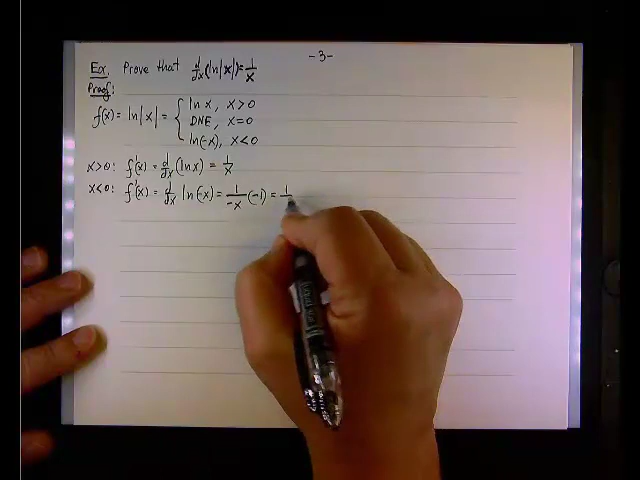 -3-
Ex. Prove that d/dx(ln|x|)=1/x
Proof:
f(x)= ln|x| = { ln x, x>0
DNE, x=0
ln(-x), x<0
x>0: f'(x) = d/dx (ln x) = 1/x
x<0: f'(x) = d/dx ln(-x) = 1/-x (-1) = 1/